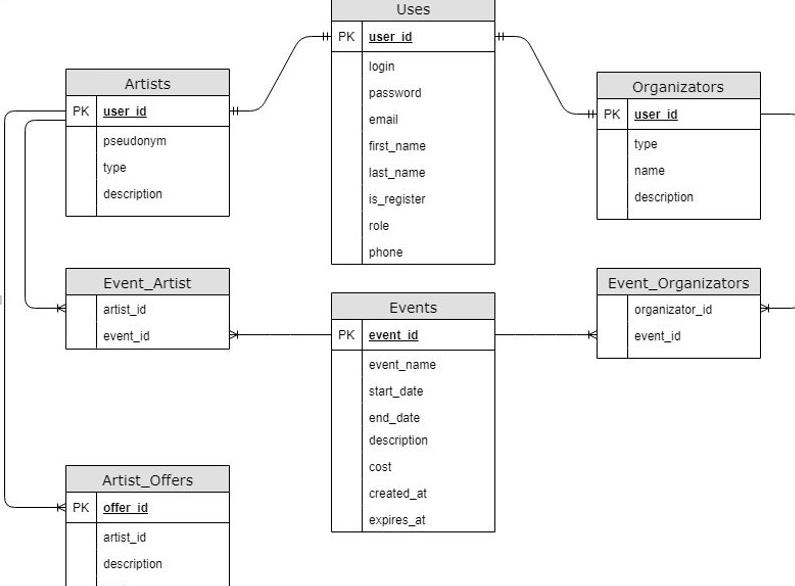 Uses
PK user_id
login
password
email
first_name
last_name
is_register
role
phone
Artists
PK user_id
pseudonym
type
description
Organizators
PK user_id
type
name
description
Event_Artist
artist_id
event_id
Events
PK event_id
event_name
start_date
end_date
description
cost
created_at
expires_at
Event_Organizators
organizator_id
event_id
Artist_Offers
PK offer_id
artist_id
description